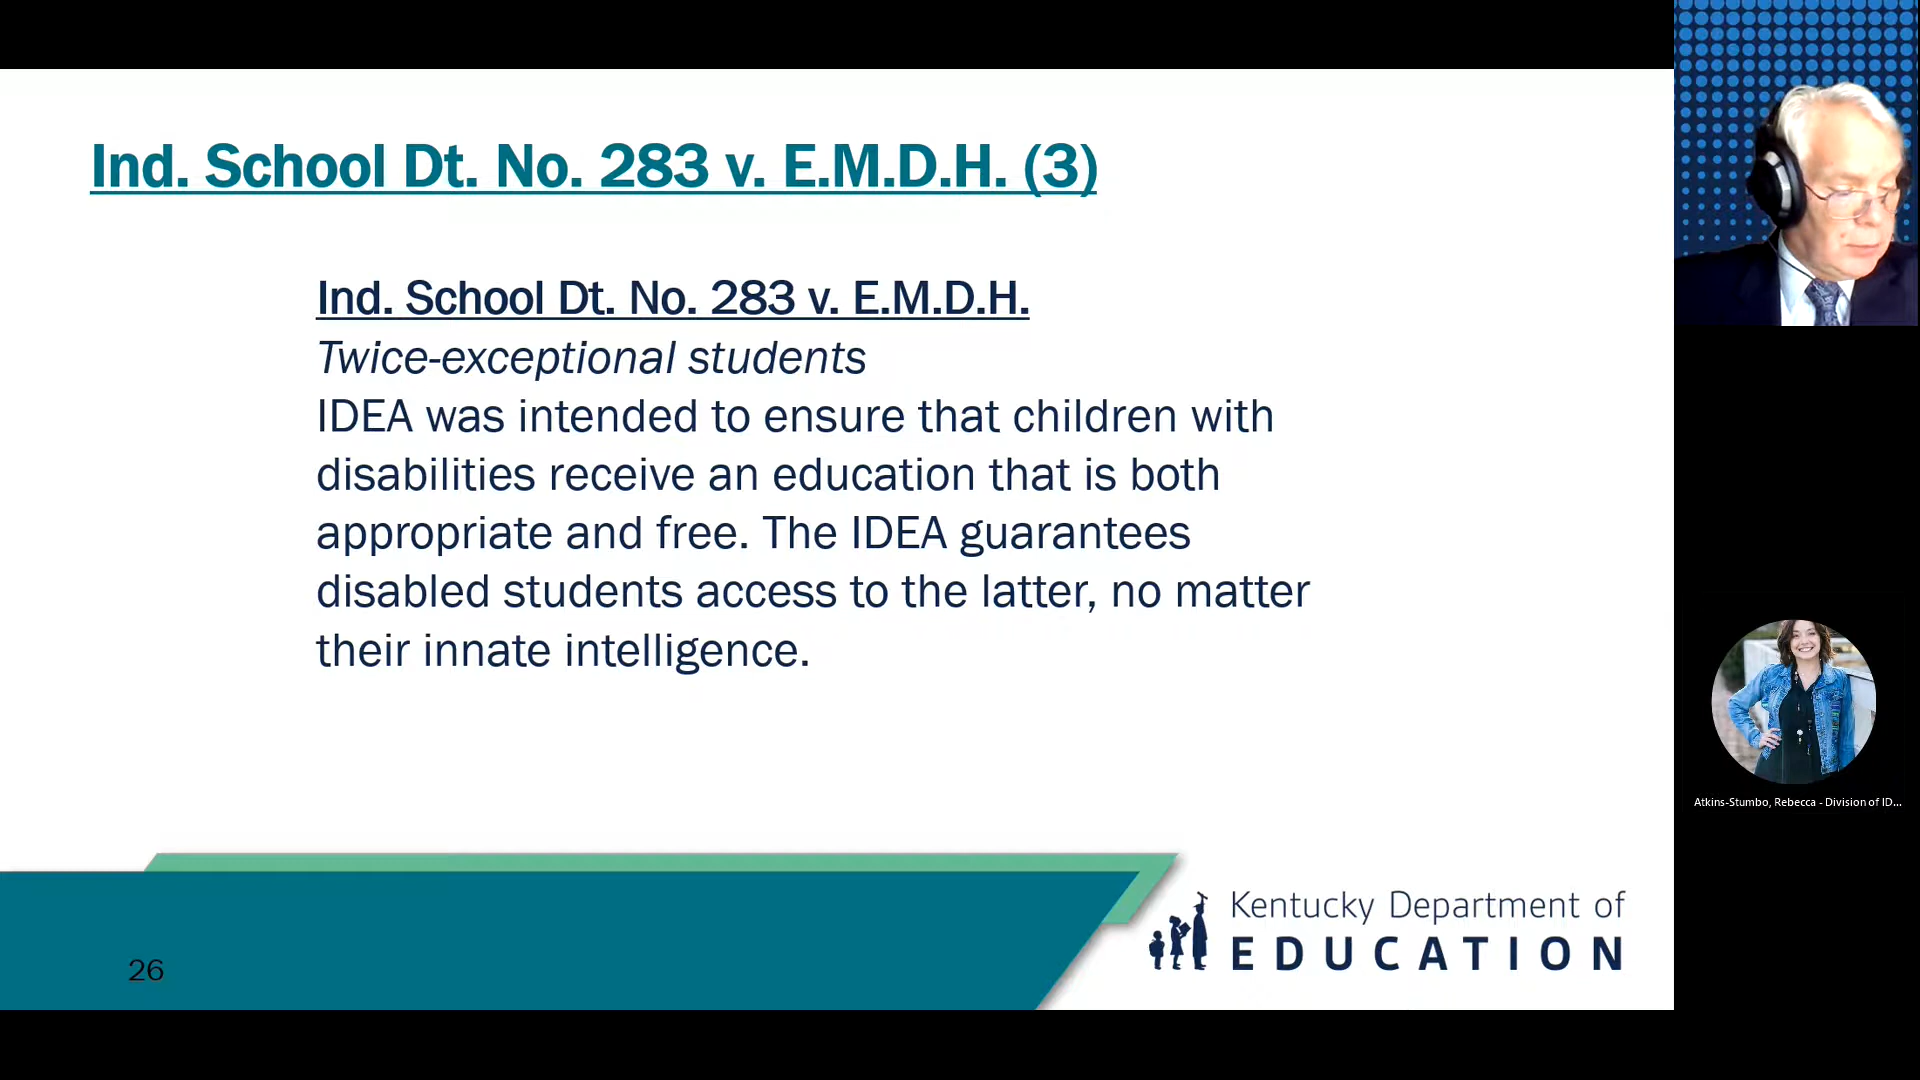 Ind. School Dt. No. 283 v. E.M.D.H. (3)
Ind. School Dt. No. 283 v. E.M.D.H.
Twice-exceptional students
IDEA was intended to ensure that children with
disabilities receive an education that is both
appropriate and free. The IDEA guarantees
disabled students access to the latter, no matter
their innate intelligence.
26
Kentucky Department of
EDUCATION
Atkins-Stumbo, Rebecca - Division of ID...